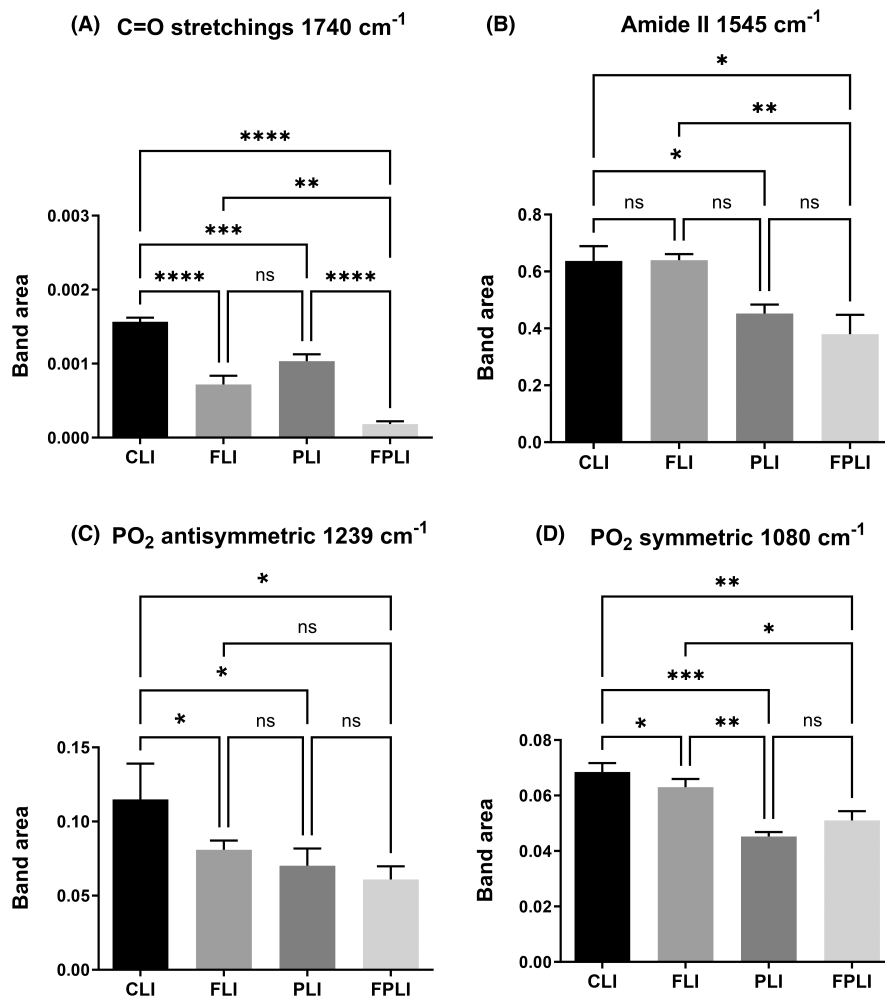 (A) C=O stretchings 1740 cm⁻¹
****
**
***
**** ns ****
Band area
0.003
0.002
0.001
0.000
CLI FLI PLI FPLI
(B) Amide II 1545 cm⁻¹
*
**
*
ns ns ns
Band area
0.8
0.6
0.4
0.2
0.0
CLI FLI PLI FPLI
(C) PO₂ antisymmetric 1239 cm⁻¹
*
ns
*
* ns ns
Band area
0.15
0.10
0.05
0.00
CLI FLI PLI FPLI
(D) PO₂ symmetric 1080 cm⁻¹
**
*
***
* ** ns
Band area
0.08
0.06
0.04
0.02
0.00
CLI FLI PLI FPLI